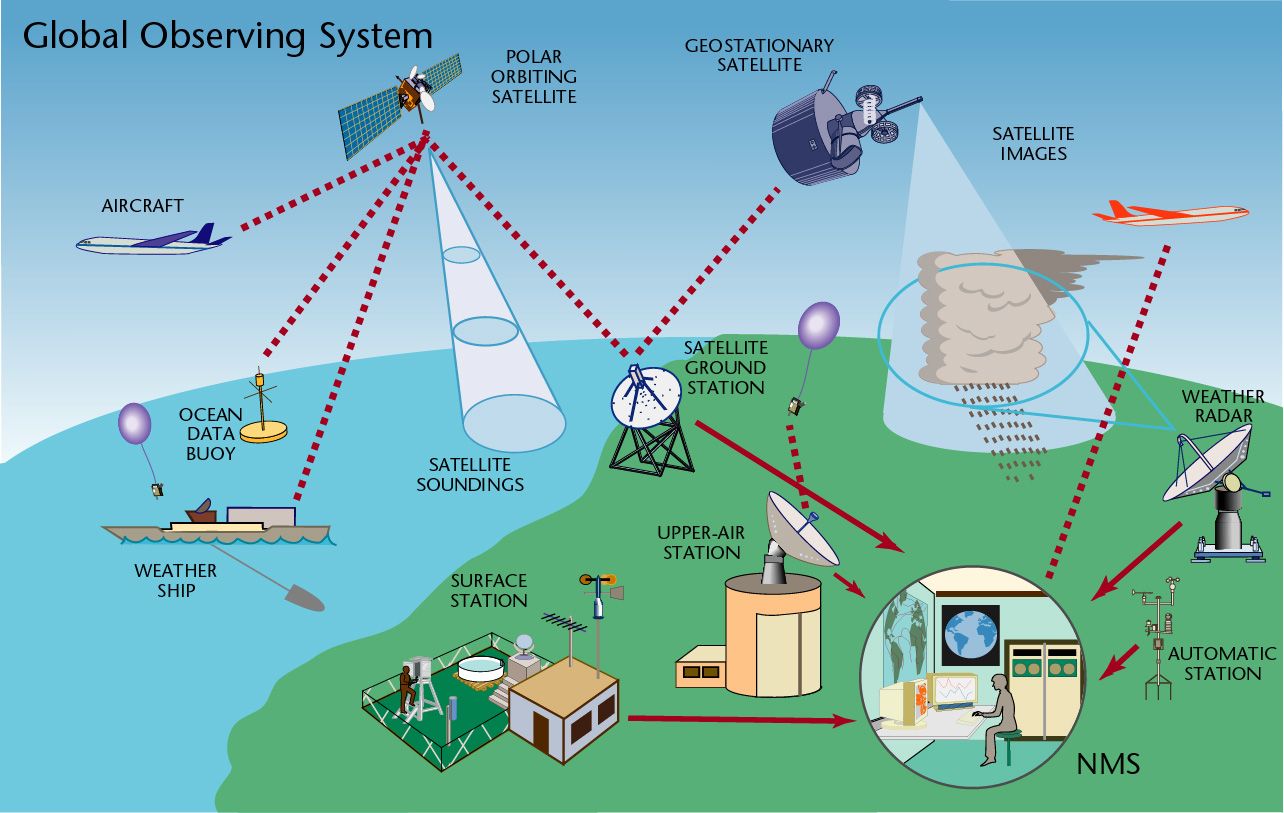 Global Observing System
POLAR
ORBITING
SATELLITE
GEOSTATIONARY
SATELLITE
SATELLITE
IMAGES
AIRCRAFT
SATELLITE
GROUND
STATION
WEATHER
RADAR
OCEAN
DATA
BUOY
SATELLITE
SOUNDINGS
UPPER-AIR
STATION
WEATHER
SHIP
SURFACE
STATION
AUTOMATIC
STATION
NMS